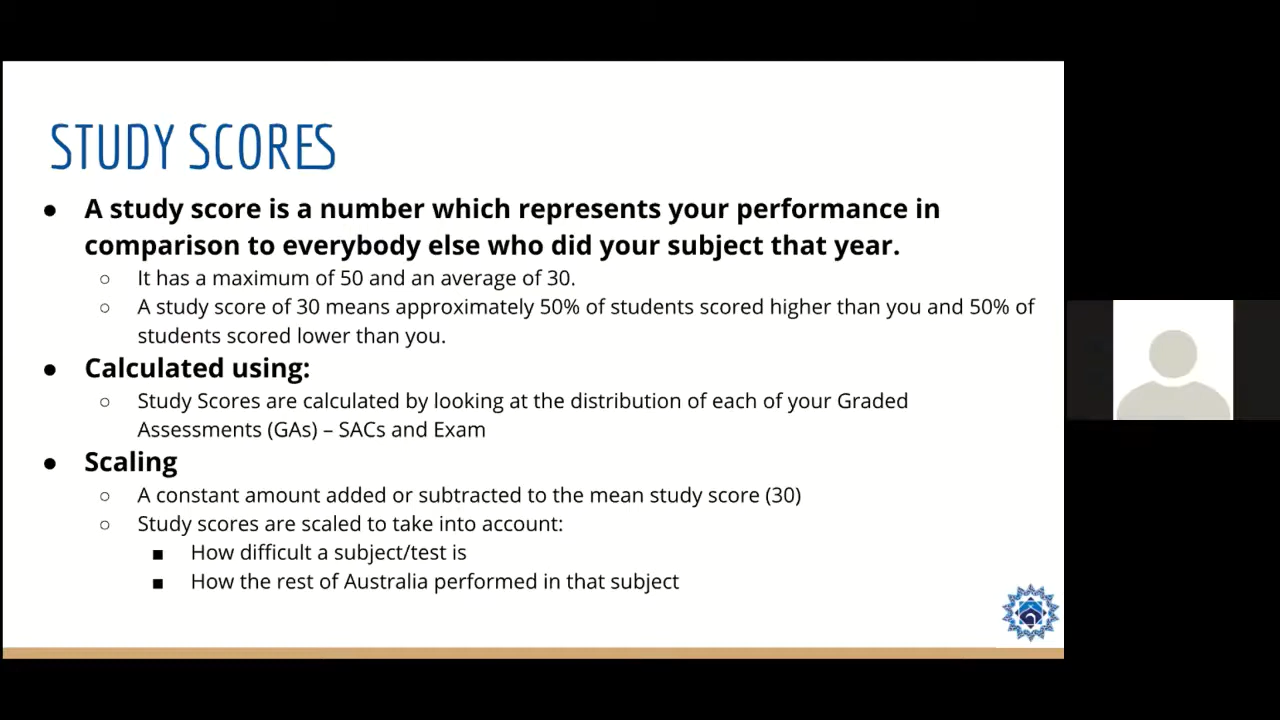 STUDY SCORES
● A study score is a number which represents your performance in
comparison to everybody else who did your subject that year.
○ It has a maximum of 50 and an average of 30.
○ A study score of 30 means approximately 50% of students scored higher than you and 50% of
students scored lower than you.
● Calculated using:
○ Study Scores are calculated by looking at the distribution of each of your Graded
Assessments (GAs) – SACs and Exam
● Scaling
○ A constant amount added or subtracted to the mean study score (30)
○ Study scores are scaled to take into account:
■ How difficult a subject/test is
■ How the rest of Australia performed in that subject